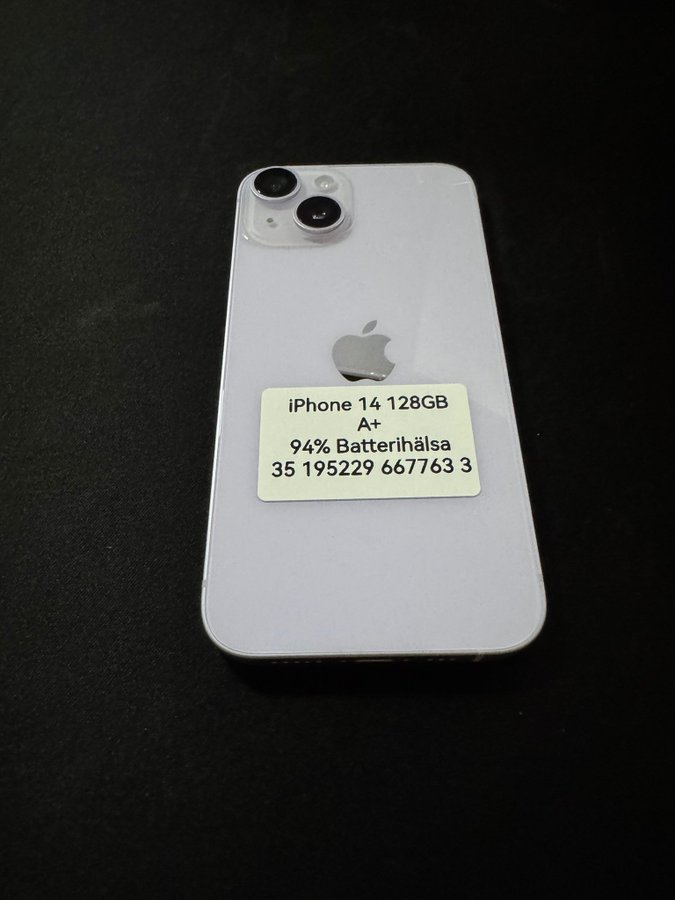 iPhone 14 128GB
A+
94% Batterihälsa
35 195229 667763 3